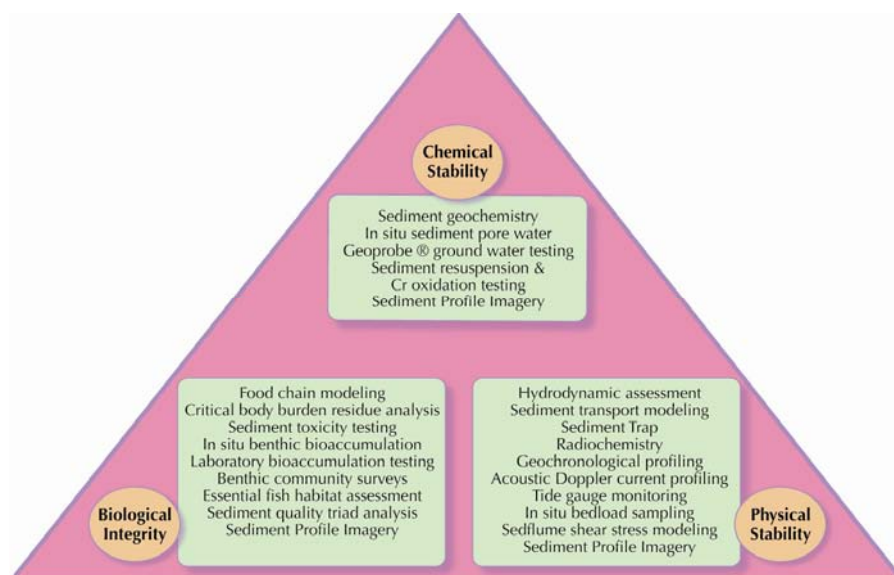 Chemical
Stability
Sediment geochemistry
In situ sediment pore water
Geoprobe ® ground water testing
Sediment resuspension &
Cr oxidation testing
Sediment Profile Imagery
Biological
Integrity
Food chain modeling
Critical body burden residue analysis
Sediment toxicity testing
In situ benthic bioaccumulation
Laboratory bioaccumulation testing
Benthic community surveys
Essential fish habitat assessment
Sediment quality triad analysis
Sediment Profile Imagery
Hydrodynamic assessment
Sediment transport modeling
Sediment Trap
Radiochemistry
Geochronological profiling
Acoustic Doppler current profiling
Tide gauge monitoring
In situ bedload sampling
Sedflume shear stress modeling
Sediment Profile Imagery
Physical
Stability